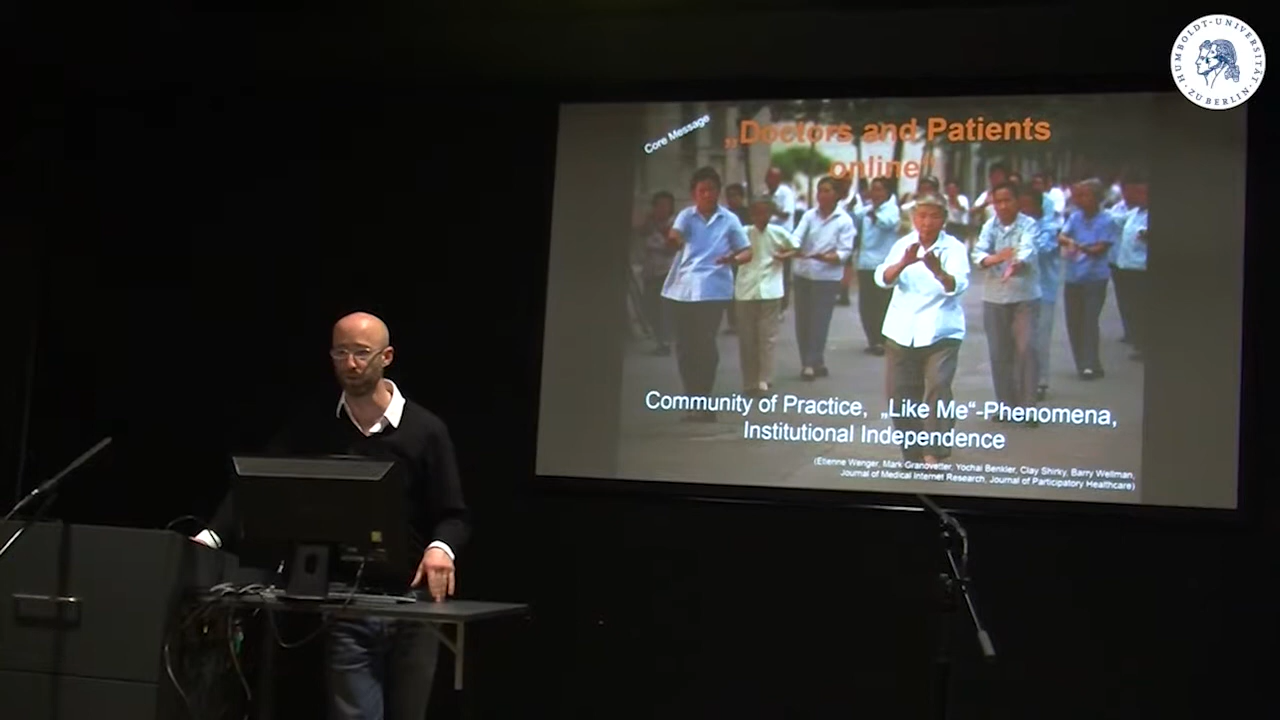 HUMBOLDT-UNIVERSITÄT
ZU BERLIN
Core Message
„Doctors and Patients
online“
Community of Practice, „Like Me“-Phenomena,
Institutional Independence
(Etienne Wenger, Mark Granovetter, Yochai Benkler, Clay Shirky, Barry Wellman,
Journal of Medical Internet Research, Journal of Participatory Healthcare)